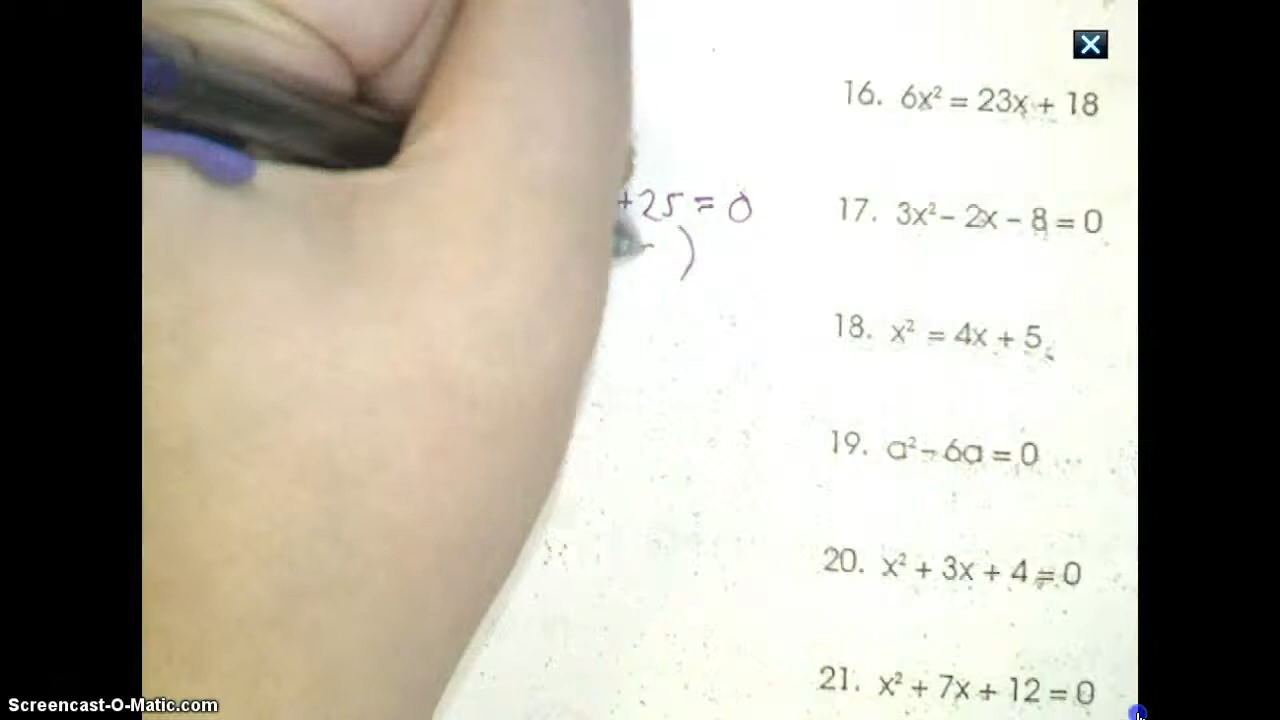 +25 = 0
)
16. 6x² = 23x + 18
17. 3x² - 2x - 8 = 0
18. x² = 4x + 5
19. a² - 6a = 0
20. x² + 3x + 4 = 0
21. x² + 7x + 12 = 0
Screencast-O-Matic.com